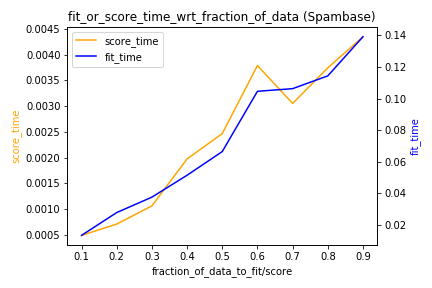 fit_or_score_time_wrt_fraction_of_data (Spambase)
score_time
fit_time
0.0045
0.0040
0.0035
0.0030
0.0025
0.0020
0.0015
0.0010
0.0005
score_time
0.14
0.12
0.10
0.08
0.06
0.04
0.02
fit_time
0.1 0.2 0.3 0.4 0.5 0.6 0.7 0.8 0.9
fraction_of_data_to_fit/score